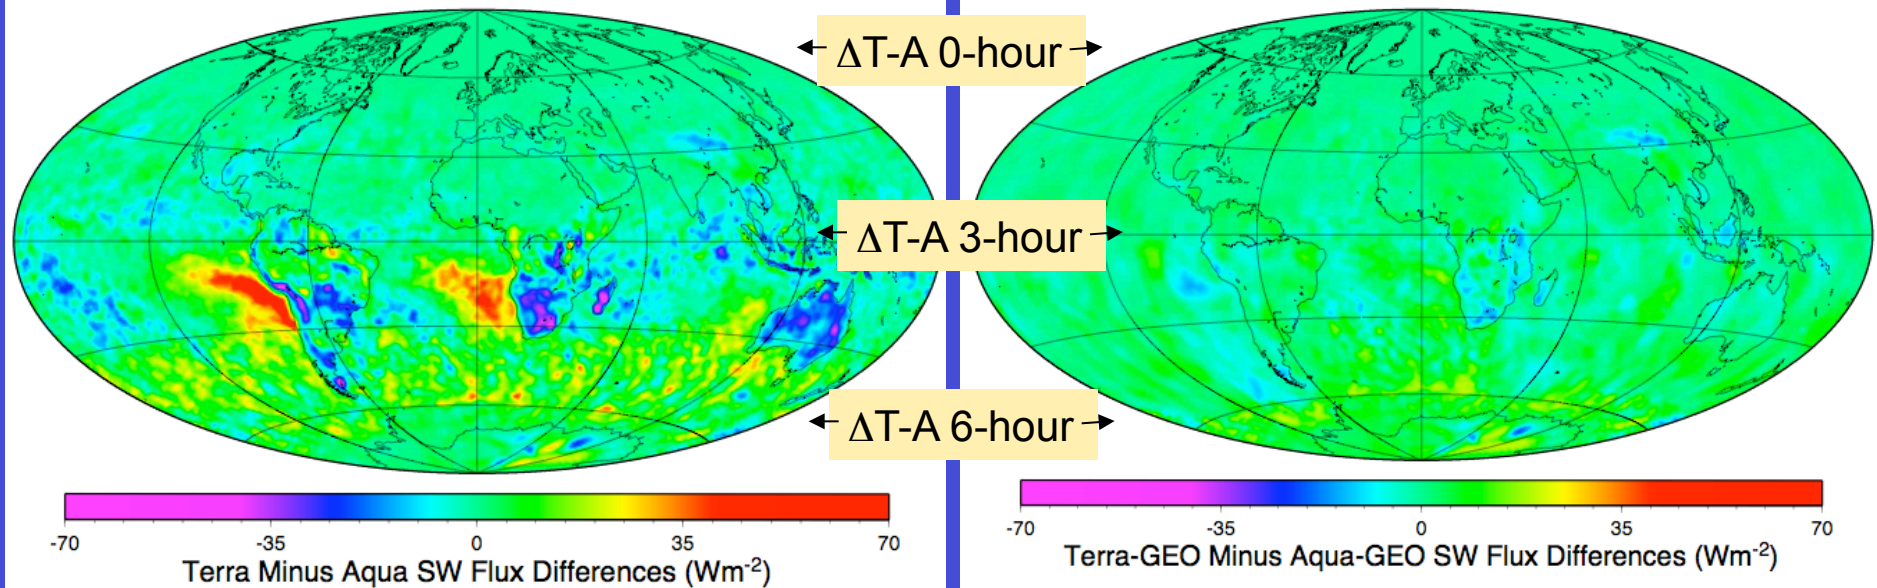 ΔT-A 0-hour
ΔT-A 3-hour
ΔT-A 6-hour
-70 -35 0 35 70
Terra Minus Aqua SW Flux Differences (Wm-2)
-70 -35 0 35 70
Terra-GEO Minus Aqua-GEO SW Flux Differences (Wm-2)